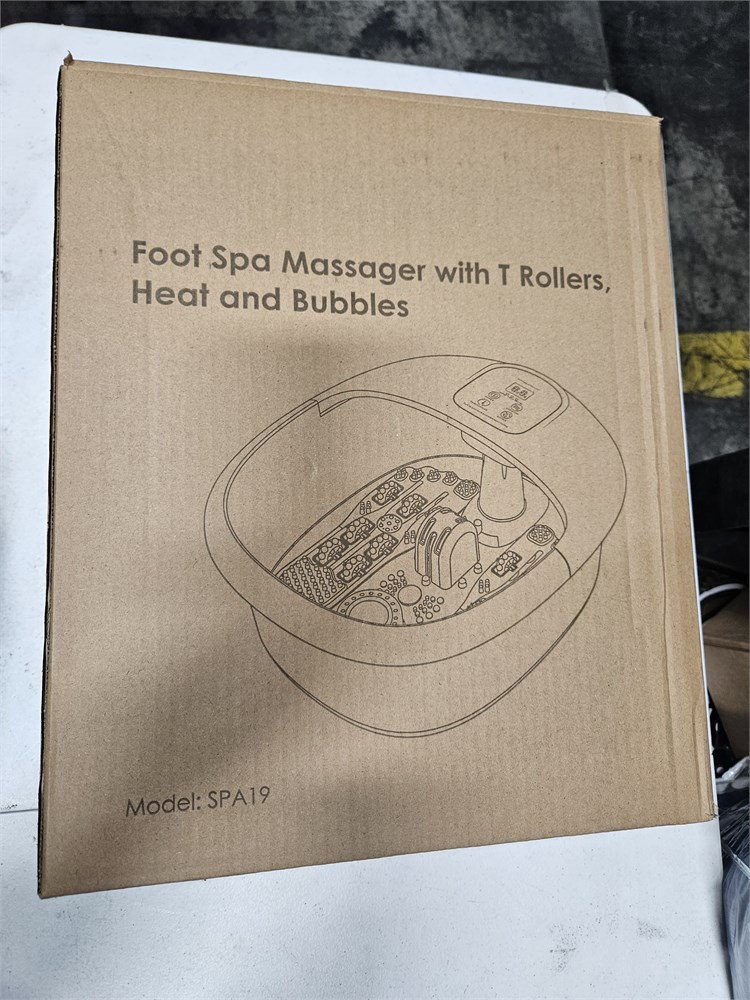 Foot Spa Massager with T Rollers,
Heat and Bubbles
Model: SPA19